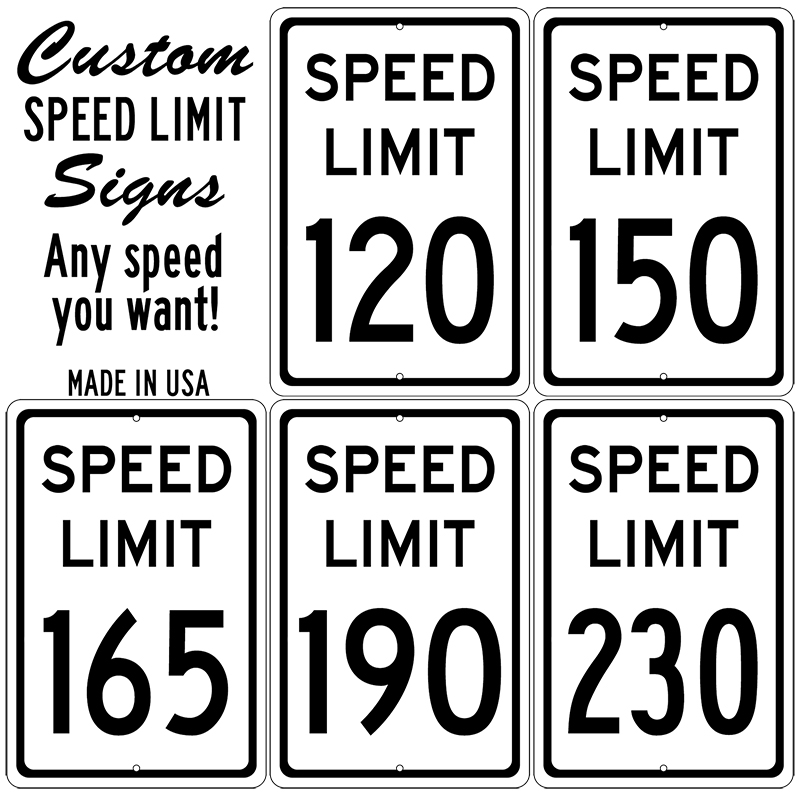 Custom
SPEED LIMIT
Signs
Any speed
you want!
MADE IN USA
SPEED
LIMIT
120
SPEED
LIMIT
150
SPEED
LIMIT
165
SPEED
LIMIT
190
SPEED
LIMIT
230